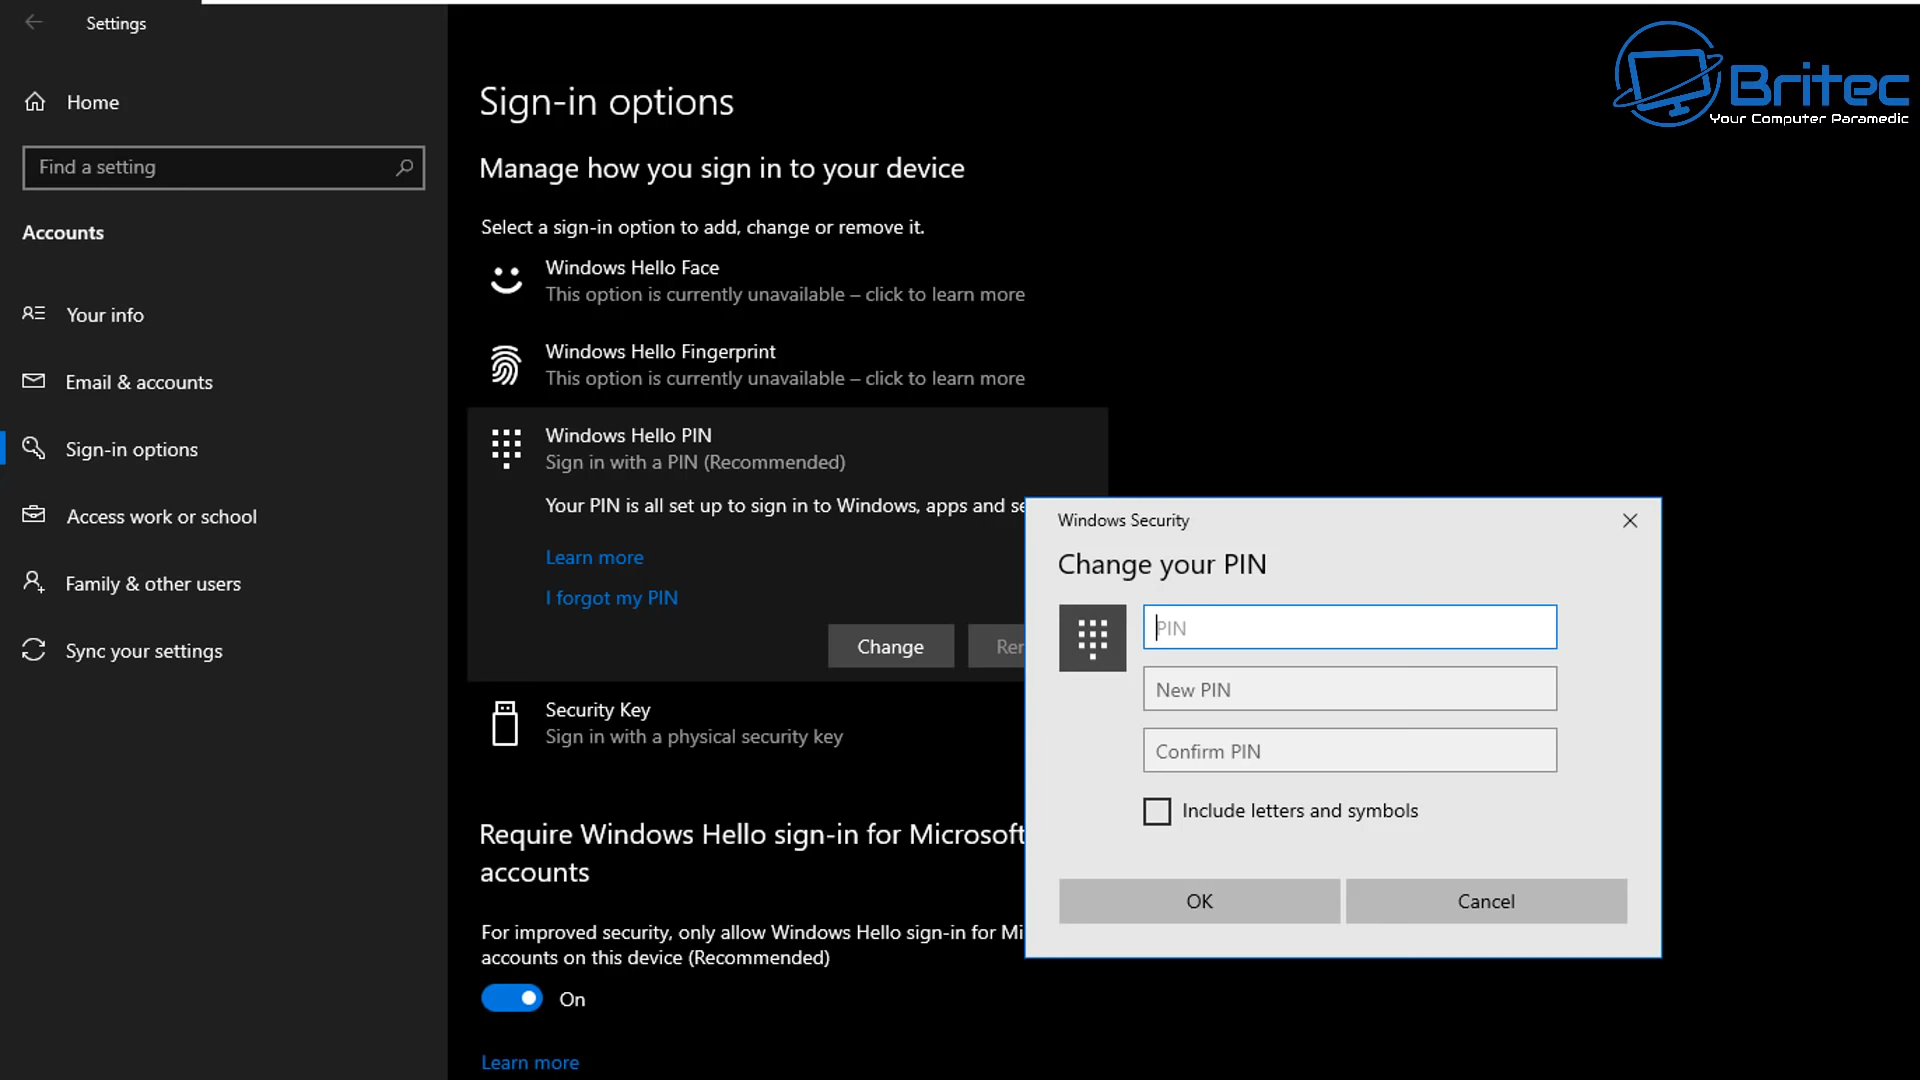 Settings
Home
Find a setting
Accounts
Your info
Email & accounts
Sign-in options
Access work or school
Family & other users
Sync your settings
Sign-in options
Manage how you sign in to your device
Select a sign-in option to add, change or remove it.
Windows Hello Face
This option is currently unavailable – click to learn more
Windows Hello Fingerprint
This option is currently unavailable – click to learn more
Windows Hello PIN
Sign in with a PIN (Recommended)
Your PIN is all set up to sign in to Windows, apps and se
Learn more
I forgot my PIN
Change
Rer
Security Key
Sign in with a physical security key
Require Windows Hello sign-in for Microsoft
accounts
For improved security, only allow Windows Hello sign-in for Mi
accounts on this device (Recommended)
On
Learn more
Windows Security
Change your PIN
PIN
New PIN
Confirm PIN
Include letters and symbols
OK
Cancel
Britec
Your Computer Paramedic